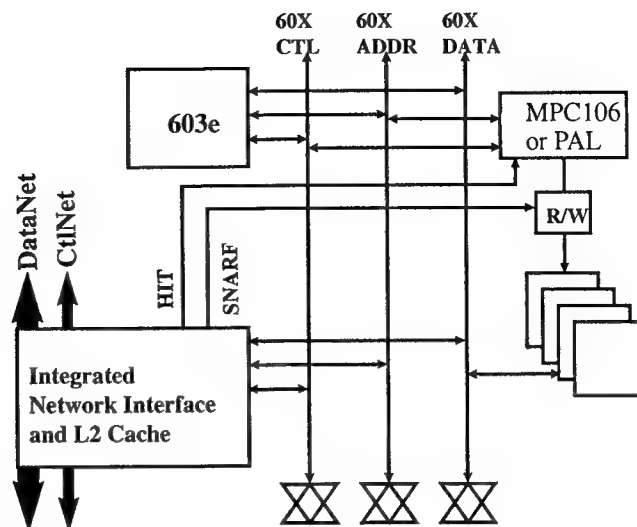 60X 60X 60X
CTL ADDR DATA
603e
MPC106
or PAL
R/W
DataNet
CtlNet
HIT
SNARF
Integrated
Network Interface
and L2 Cache